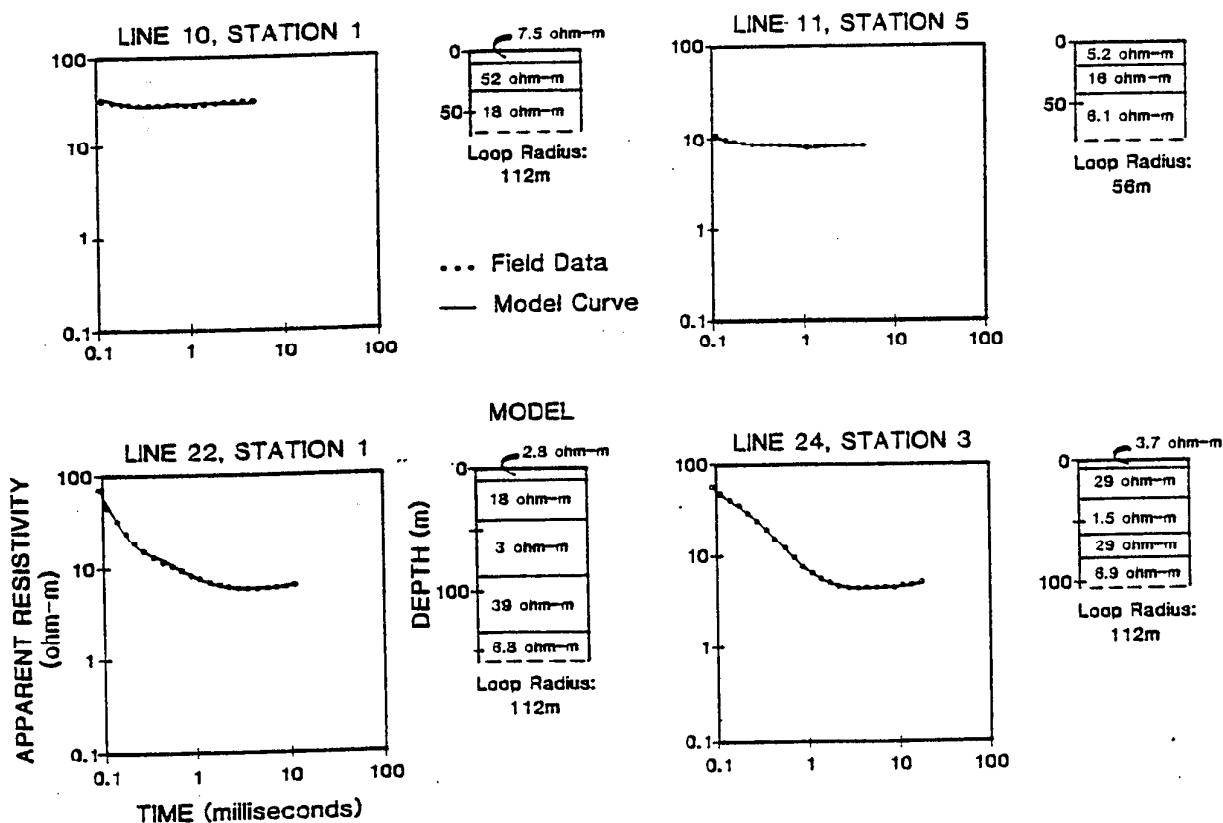 LINE 10, STATION 1
100
10
1
0.1
0.1 1 10 100
0
50
7.5 ohm-m
52 ohm-m
18 ohm-m
Loop Radius:
112m
LINE 11, STATION 5
100
10
1
0.1
0.1 1 10 100
0
50
5.2 ohm-m
16 ohm-m
6.1 ohm-m
Loop Radius:
56m
... Field Data
— Model Curve
MODEL
LINE 22, STATION 1
APPARENT RESISTIVITY
(ohm-m)
100
10
1
0.1
0.1 1 10 100
TIME (milliseconds)
DEPTH (m)
0
100
2.8 ohm-m
18 ohm-m
3 ohm-m
39 ohm-m
6.8 ohm-m
Loop Radius:
112m
LINE 24, STATION 3
100
10
1
0.1
0.1 1 10 100
0
100
3.7 ohm-m
29 ohm-m
1.5 ohm-m
29 ohm-m
6.9 ohm-m
Loop Radius:
112m